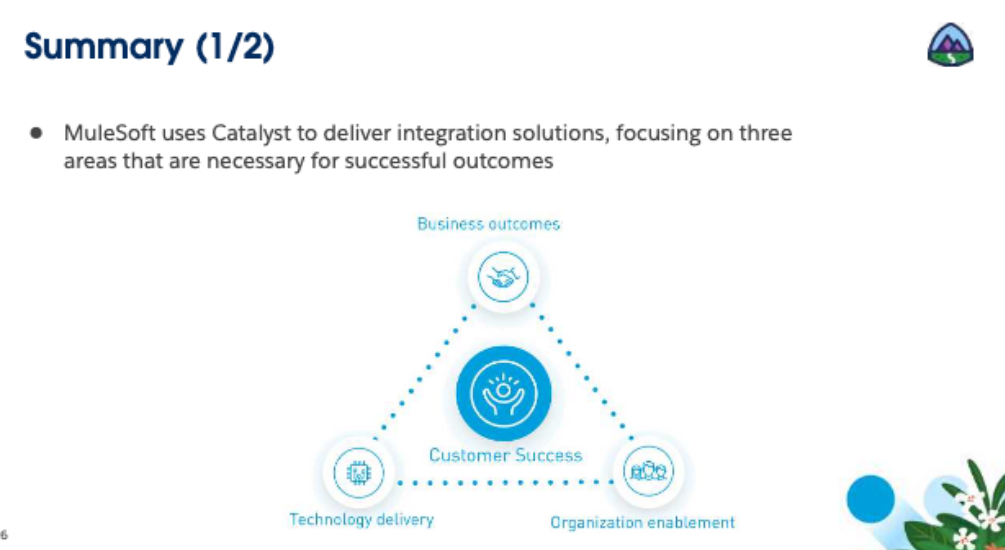 Summary (1/2)
● MuleSoft uses Catalyst to deliver integration solutions, focusing on three
areas that are necessary for successful outcomes
Business outcomes
Customer Success
Technology delivery
Organization enablement
6